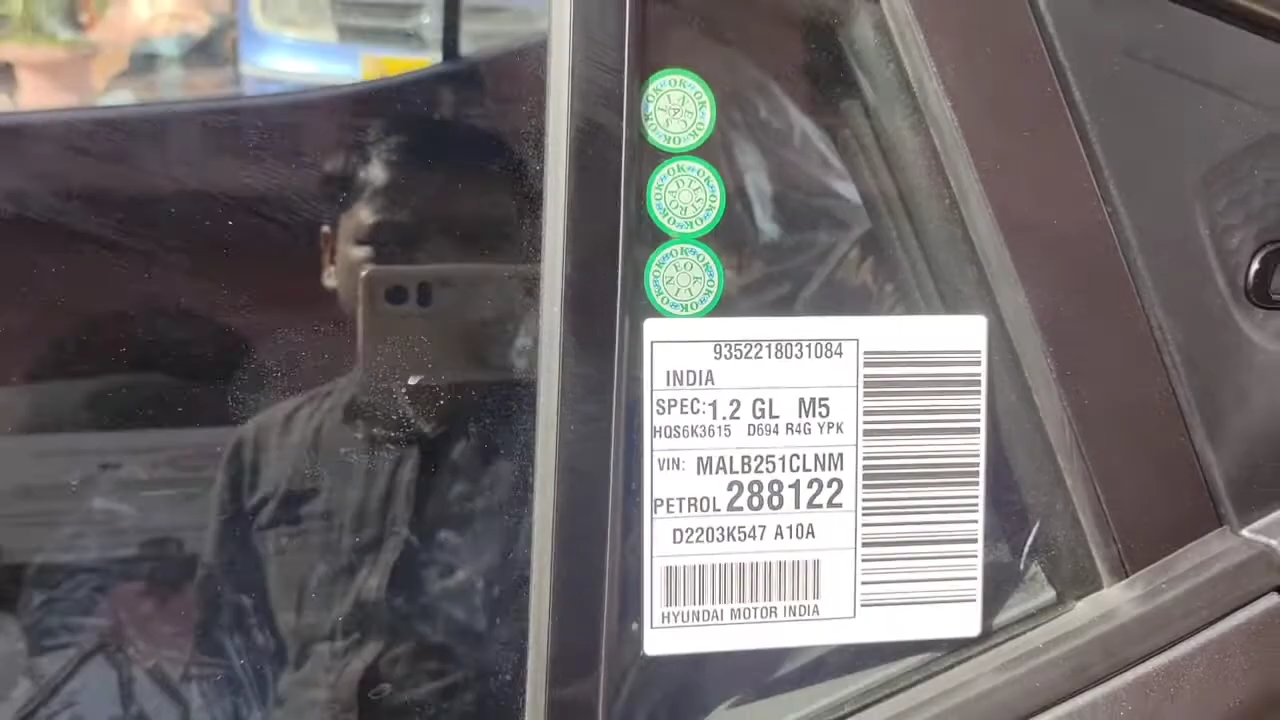 9352218031084
INDIA
SPEC: 1.2 GL M5
HQS6K3615 D694 R4G YPK
VIN: MALB251CLNM
PETROL 288122
D2203K547 A10A
HYUNDAI MOTOR INDIA